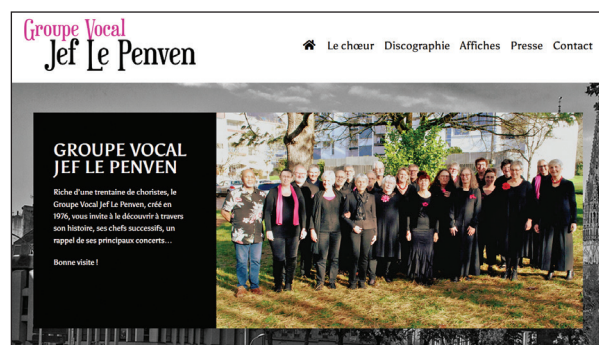 Groupe Vocal
Jef Le Penven
Le chœur Discographie Affiches Presse Contact
GROUPE VOCAL
JEF LE PENVEN
Riche d'une trentaine de choristes, le
Groupe Vocal Jef Le Penven, créé en
1976, vous invite à le découvrir à travers
son histoire, ses chefs successifs, un
rappel de ses principaux concerts...
Bonne visite !